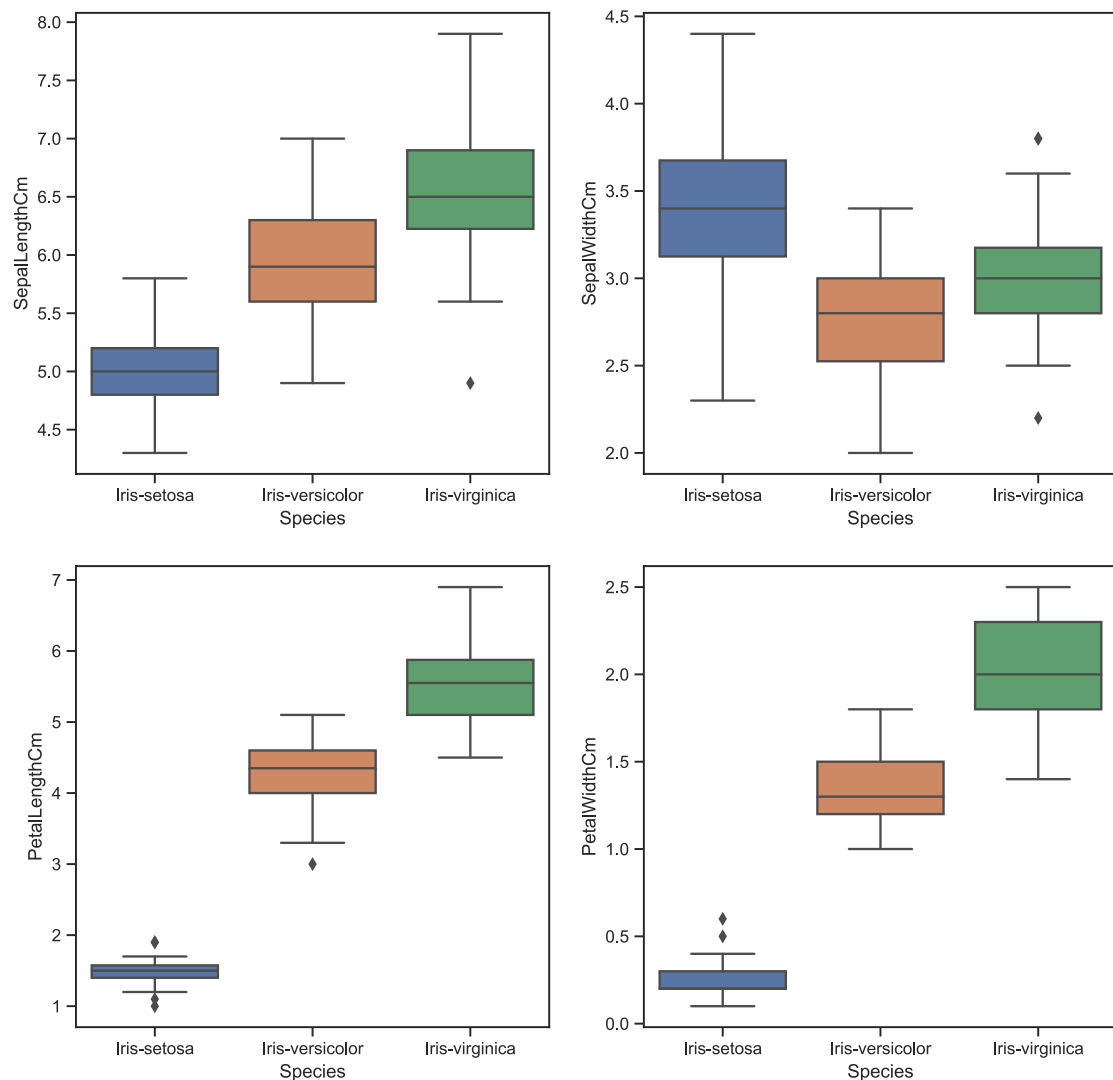 SepalLengthCm
8.0
7.5
7.0
6.5
6.0
5.5
5.0
4.5
Iris-setosa Iris-versicolor Iris-virginica
Species
SepalWidthCm
4.5
4.0
3.5
3.0
2.5
2.0
Iris-setosa Iris-versicolor Iris-virginica
Species
PetalLengthCm
7
6
5
4
3
2
1
Iris-setosa Iris-versicolor Iris-virginica
Species
PetalWidthCm
2.5
2.0
1.5
1.0
0.5
0.0
Iris-setosa Iris-versicolor Iris-virginica
Species